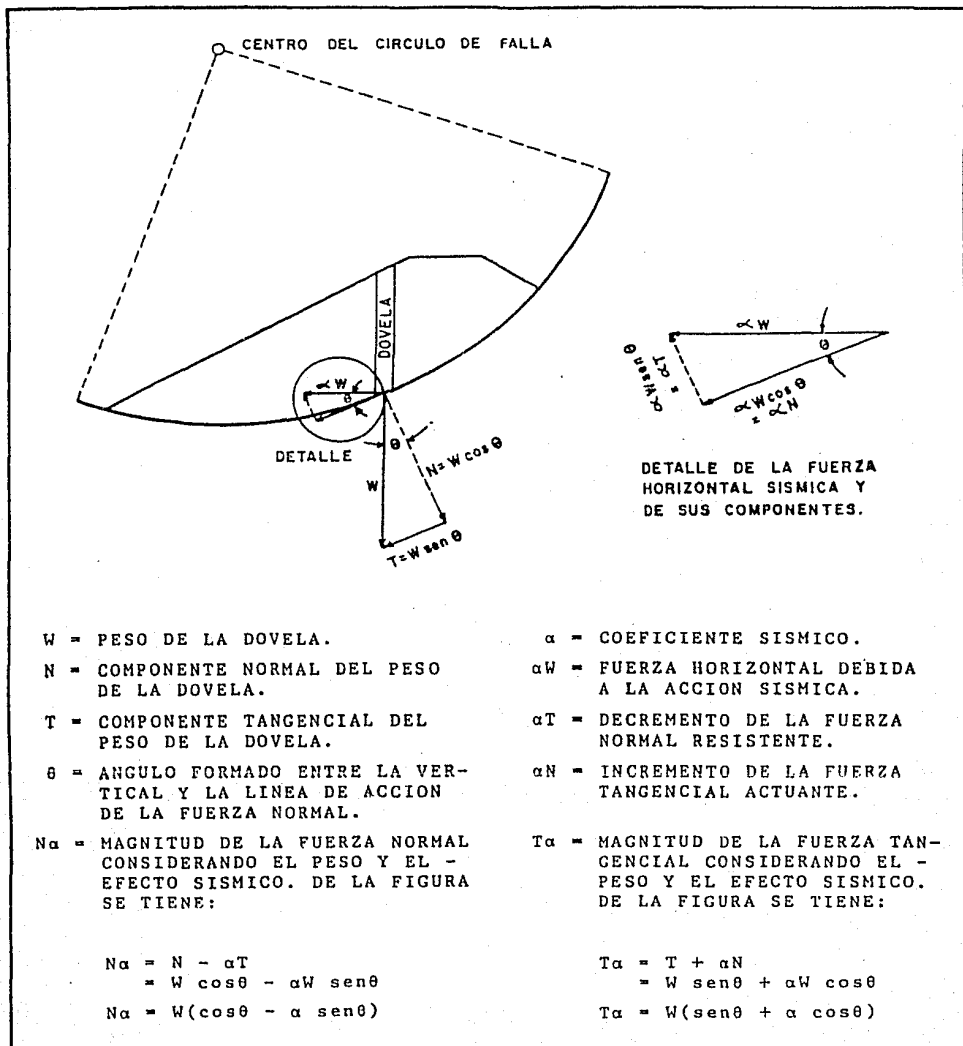 CENTRO DEL CIRCULO DE FALLA
DOVELA
αW
θ
DETALLE
θ
W
N=W cos θ
T=W sen θ
αW
θ
αW sen θ
= αT
αW cos θ
= αN
DETALLE DE LA FUERZA
HORIZONTAL SISMICA Y
DE SUS COMPONENTES.
W = PESO DE LA DOVELA.
N = COMPONENTE NORMAL DEL PESO
DE LA DOVELA.
T = COMPONENTE TANGENCIAL DEL
PESO DE LA DOVELA.
θ = ANGULO FORMADO ENTRE LA VER-
TICAL Y LA LINEA DE ACCION
DE LA FUERZA NORMAL.
Nα = MAGNITUD DE LA FUERZA NORMAL
CONSIDERANDO EL PESO Y EL -
EFECTO SISMICO. DE LA FIGURA
SE TIENE:
Nα = N - αT
= W cosθ - αW senθ
Nα = W(cosθ - α senθ)
α = COEFICIENTE SISMICO.
αW = FUERZA HORIZONTAL DEBIDA
A LA ACCION SISMICA.
αT = DECREMENTO DE LA FUERZA
NORMAL RESISTENTE.
αN = INCREMENTO DE LA FUERZA
TANGENCIAL ACTUANTE.
Tα = MAGNITUD DE LA FUERZA TAN-
GENCIAL CONSIDERANDO EL -
PESO Y EL EFECTO SISMICO.
DE LA FIGURA SE TIENE:
Tα = T + αN
= W senθ + αW cosθ
Tα = W(senθ + α cosθ)